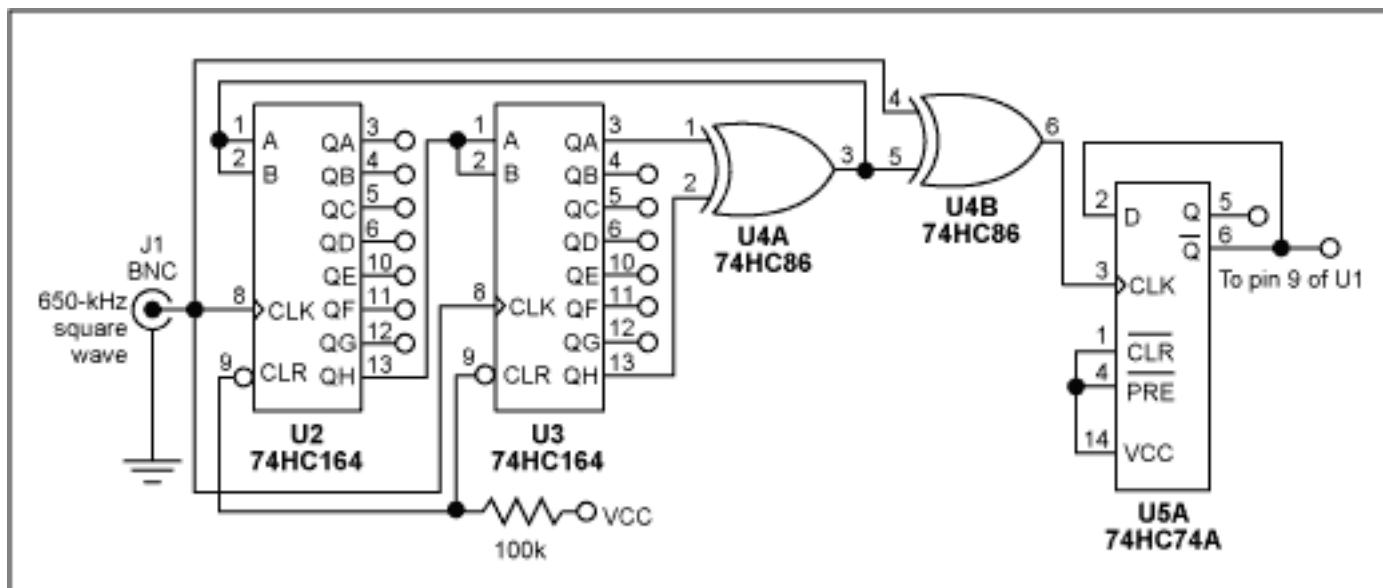 J1
BNC
650-kHz
square
wave
1
A
2
B
8
CLK
9
CLR
QA
3
QB
4
QC
5
QD
6
QE
10
QF
11
QG
12
QH
13
U2
74HC164
1
A
2
B
8
CLK
9
CLR
QA
3
QB
4
QC
5
QD
6
QE
10
QF
11
QG
12
QH
13
U3
74HC164
100k
VCC
1
2
3
U4A
74HC86
4
5
6
U4B
74HC86
2
D
3
CLK
1
CLR
4
PRE
14
VCC
Q
5
Q
6
To pin 9 of U1
U5A
74HC74A